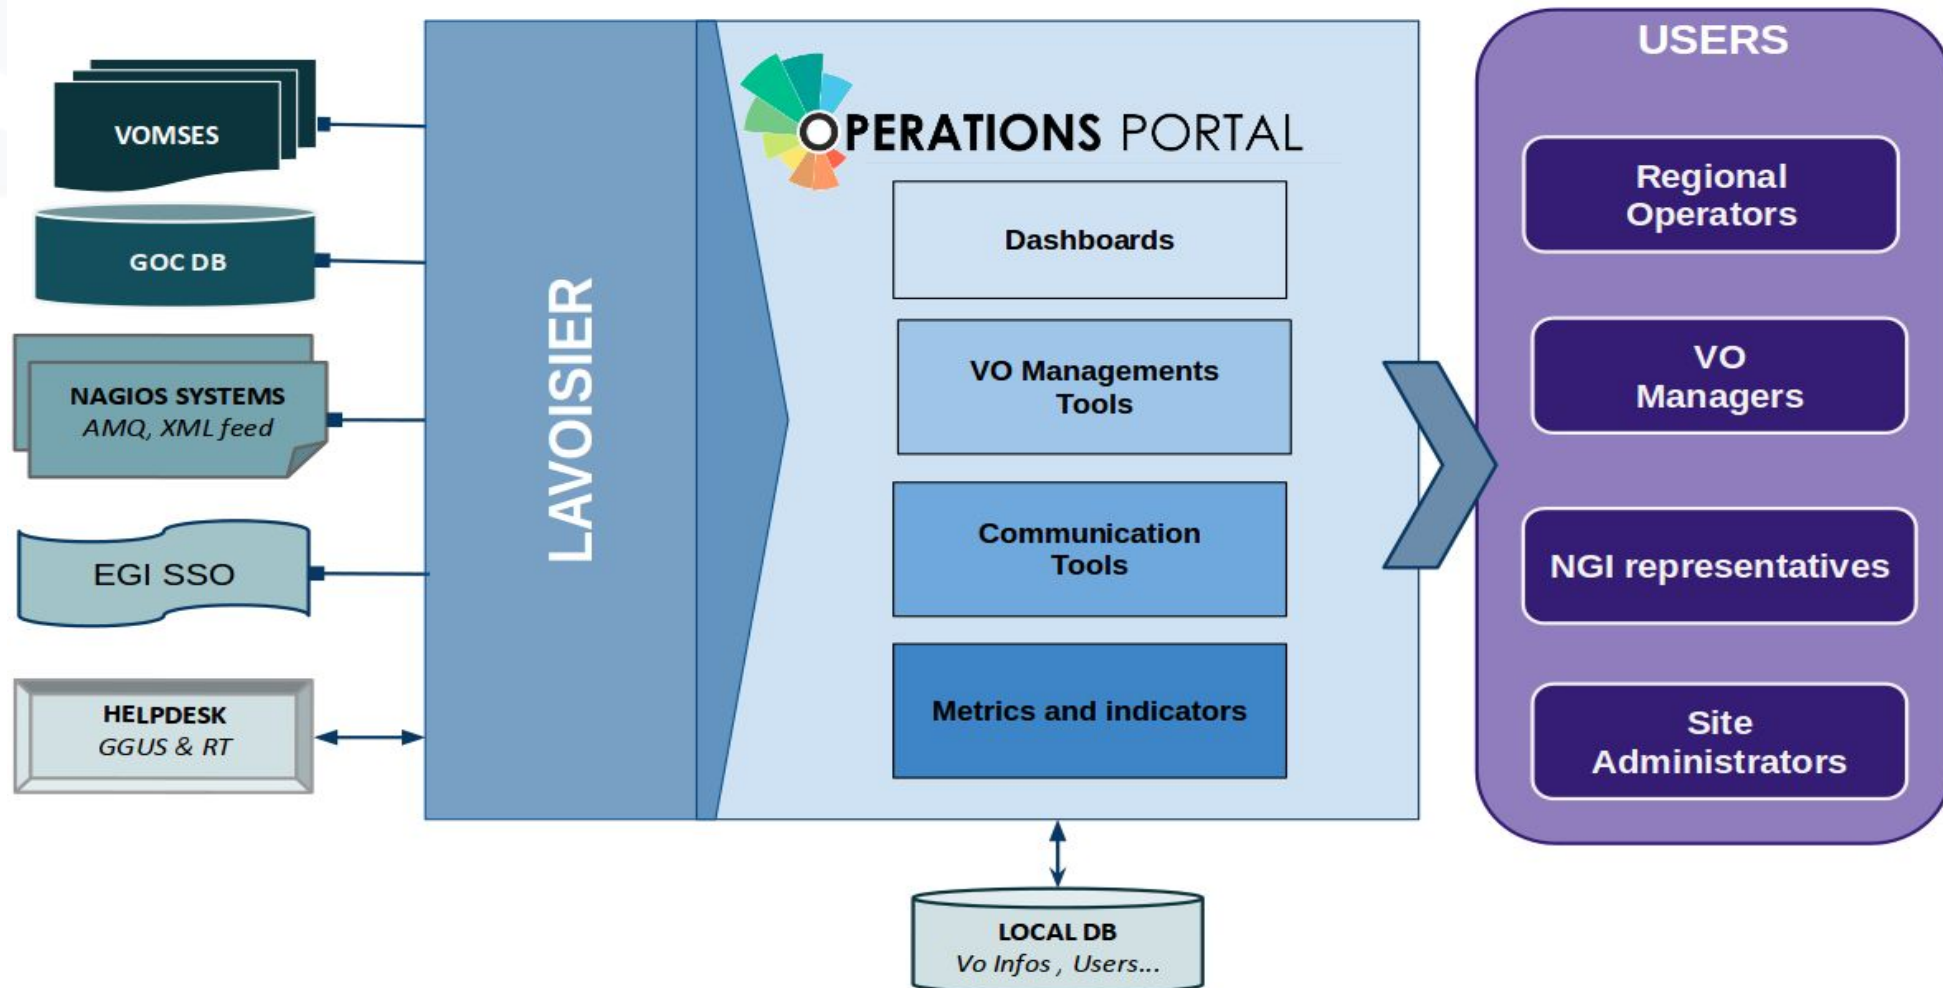 VOMSES
GOC DB
NAGIOS SYSTEMS
AMQ, XML feed
EGI SSO
HELPDESK
GGUS & RT
LAVOISIER
OPERATIONS PORTAL
Dashboards
VO Managements
Tools
Communication
Tools
Metrics and indicators
LOCAL DB
Vo Infos , Users...
USERS
Regional
Operators
VO
Managers
NGI representatives
Site
Administrators